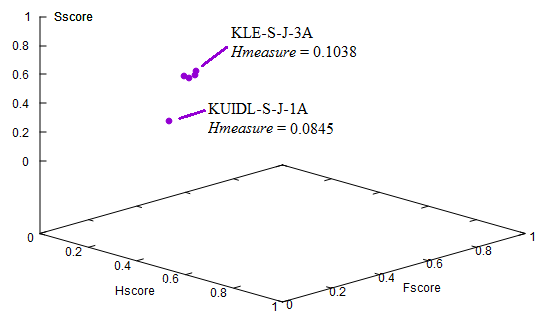 1
Sscore
0.8
0.6
0.4
0.2
0
KLE-S-J-3A
Hmeasure = 0.1038
KUIDL-S-J-1A
Hmeasure = 0.0845
0
0.2
0.4
0.6
0.8
1
Hscore
0
0.2
0.4
0.6
0.8
1
Fscore